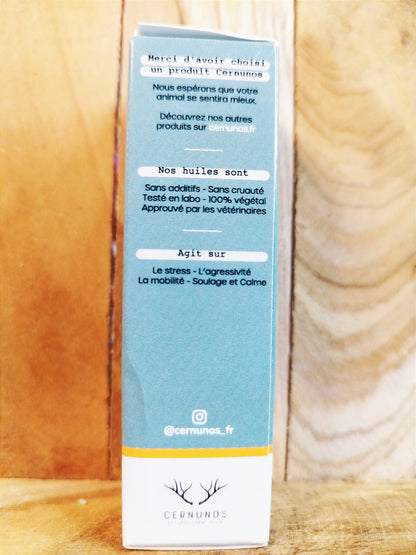 Merci d'avoir choisi
un produit Cernunos
Nous espérons que votre
animal se sentira mieux.
Découvrez nos autres
produits sur cernunos.fr
Nos huiles sont
Sans additifs - Sans cruauté
Testé en labo - 100% végétal
Approuvé par les vétérinaires
Agit sur
Le stress - L'agressivité
La mobilité - Soulage et Calme
@cernunos_fr
CERNUNOS